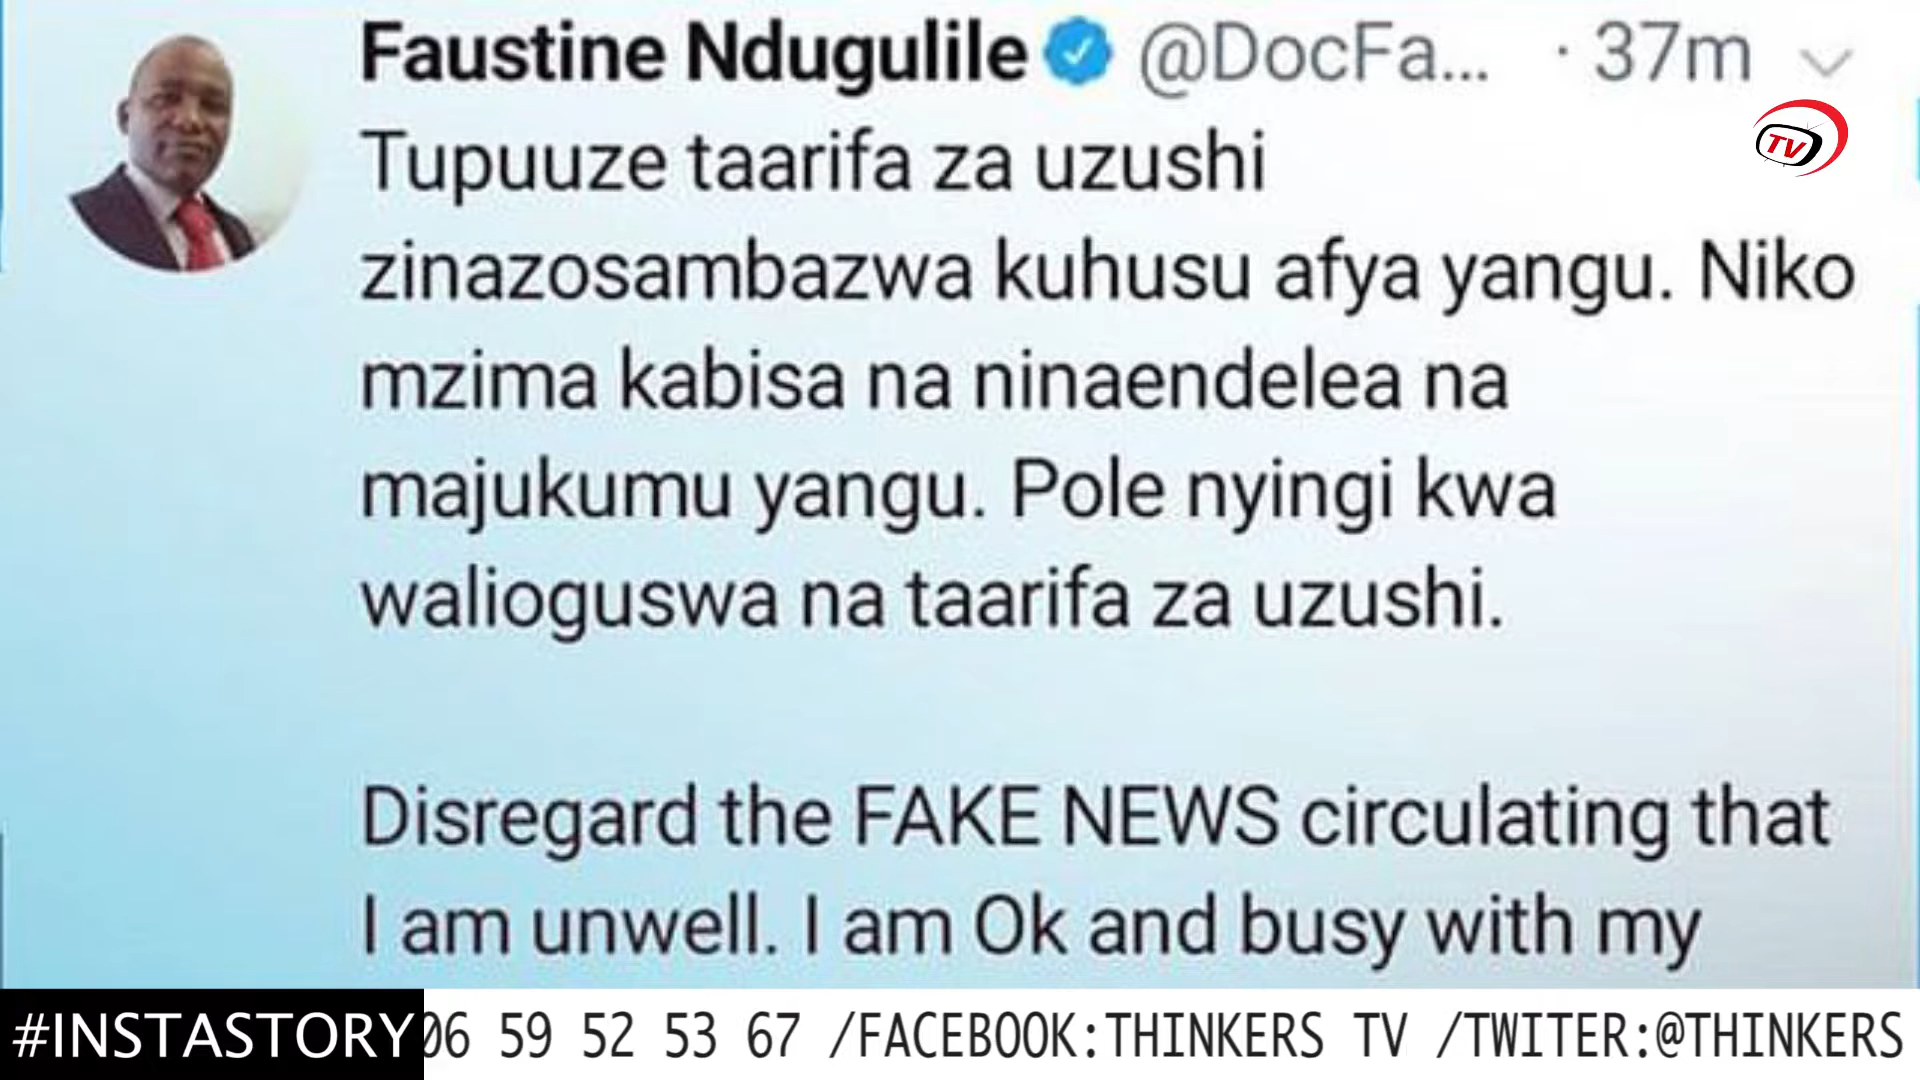 Faustine Ndugulile @DocFa... · 37m
TV
Tupuuze taarifa za uzushi
zinazosambazwa kuhusu afya yangu. Niko
mzima kabisa na ninaendelea na
majukumu yangu. Pole nyingi kwa
walioguswa na taarifa za uzushi.
Disregard the FAKE NEWS circulating that
I am unwell. I am Ok and busy with my
#INSTASTORY 06 59 52 53 67 /FACEBOOK:THINKERS TV /TWITER:@THINKERS